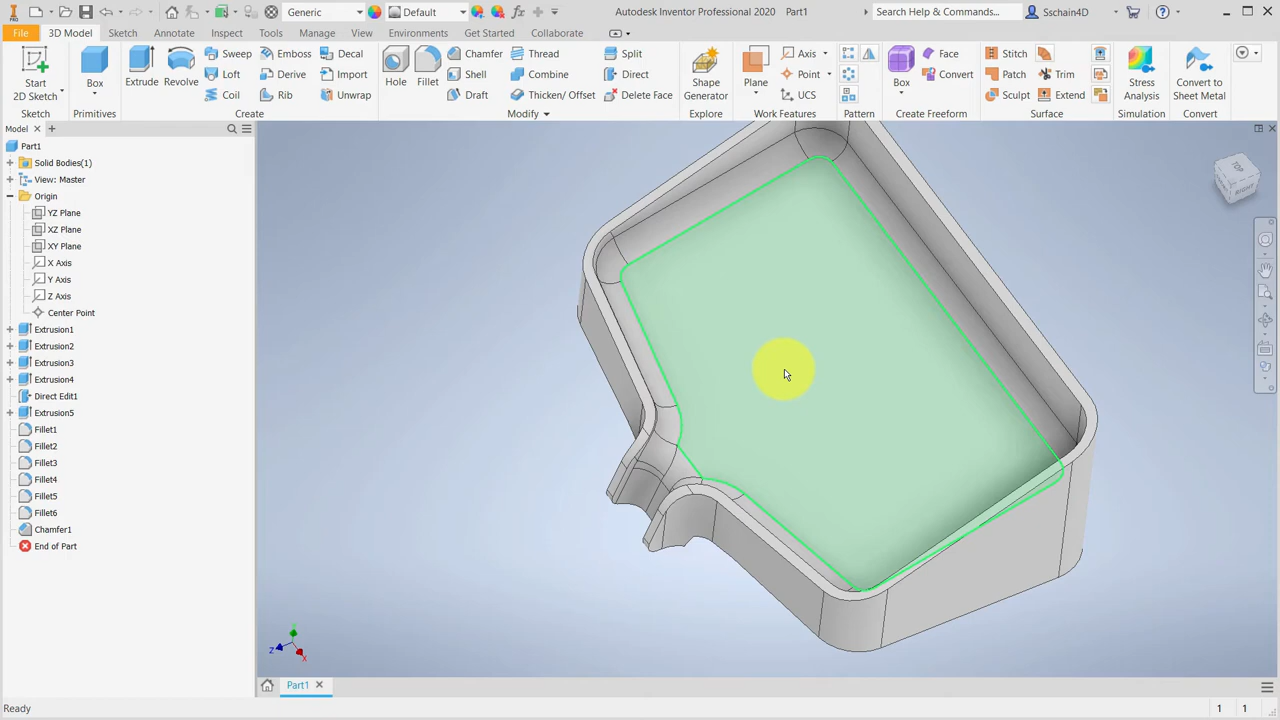 PRO
Generic
Default
Autodesk Inventor Professional 2020 Part1
Search Help & Commands...
Sschain4D
File
3D Model
Sketch
Annotate
Inspect
Tools
Manage
View
Environments
Get Started
Collaborate
Start
2D Sketch
Sketch
Box
Primitives
Extrude
Revolve
Sweep
Loft
Coil
Emboss
Derive
Rib
Decal
Import
Unwrap
Create
Hole
Fillet
Chamfer
Shell
Draft
Thread
Combine
Thicken/ Offset
Split
Direct
Delete Face
Modify
Shape
Generator
Explore
Plane
Axis
Point
UCS
Work Features
Pattern
Box
Face
Convert
Create Freeform
Stitch
Patch
Sculpt
Trim
Extend
Surface
Stress
Analysis
Simulation
Convert to
Sheet Metal
Convert
Model
Part1
Solid Bodies(1)
View: Master
Origin
YZ Plane
XZ Plane
XY Plane
X Axis
Y Axis
Z Axis
Center Point
Extrusion1
Extrusion2
Extrusion3
Extrusion4
Direct Edit1
Extrusion5
Fillet1
Fillet2
Fillet3
Fillet4
Fillet5
Fillet6
Chamfer1
End of Part
TOP
RIGHT
Z
X
Part1
Ready
1
1